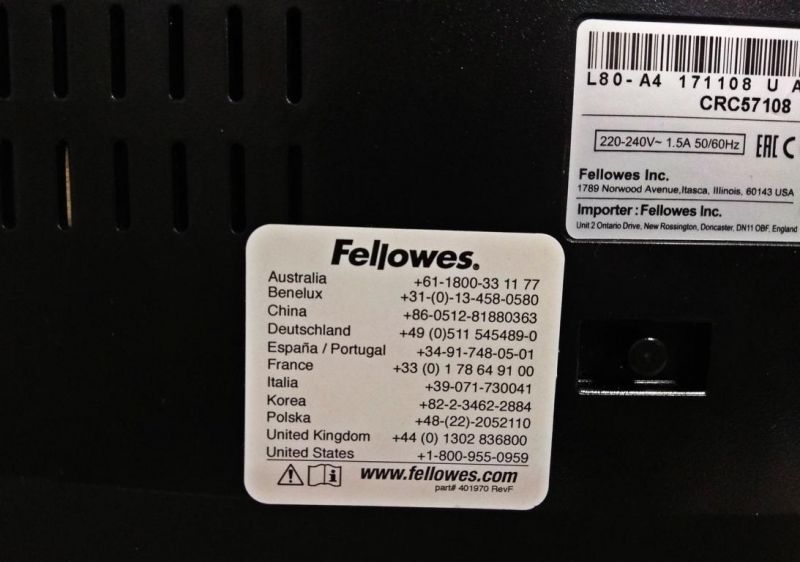 L80-A4 171108 U A
CRC57108
220-240V~ 1.5A 50/60Hz
EAC C
Fellowes Inc.
1789 Norwood Avenue,Itasca, Illinois, 60143 USA
Importer : Fellowes Inc.
Unit 2 Ontario Drive, New Rossington, Doncaster, DN11 OBF, England
Fellowes.
Australia +61-1800-33 11 77
Benelux +31-(0)-13-458-0580
China +86-0512-81880363
Deutschland +49 (0)511 545489-0
España / Portugal +34-91-748-05-01
France +33 (0) 1 78 64 91 00
Italia +39-071-730041
Korea +82-2-3462-2884
Polska +48-(22)-2052110
United Kingdom +44 (0) 1302 836800
United States +1-800-955-0959
www.fellowes.com
part# 401970 RevF